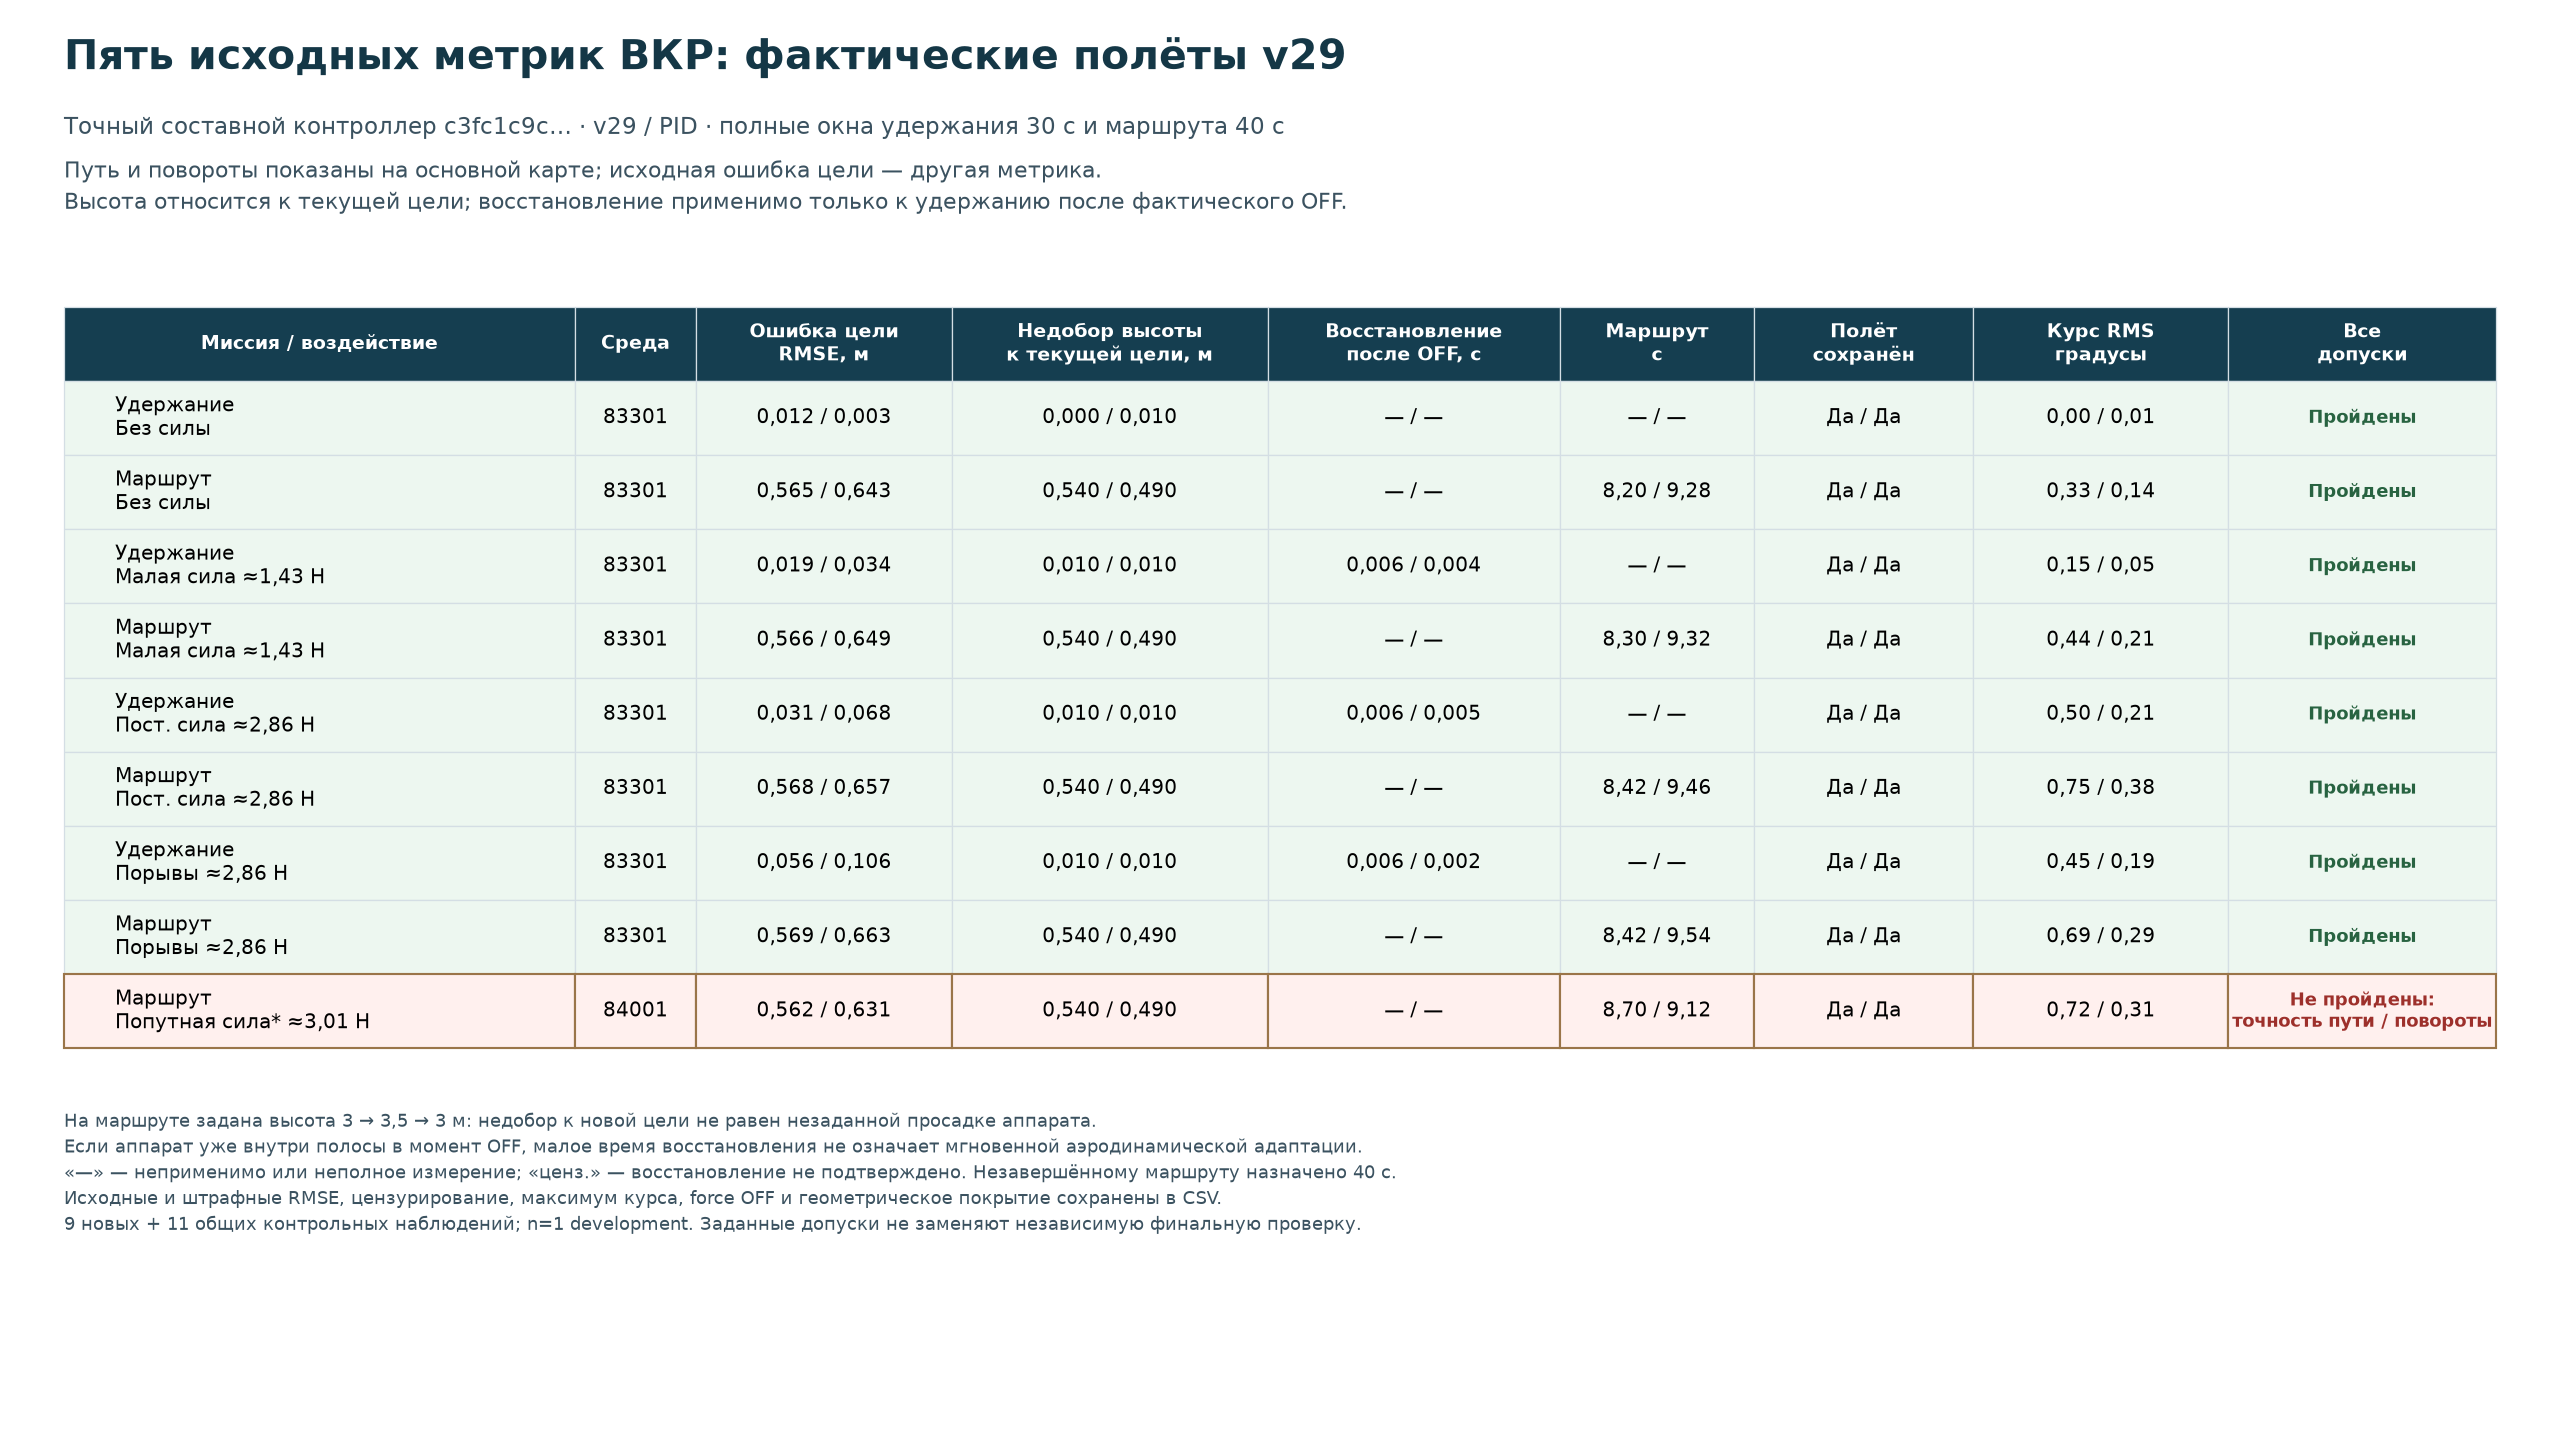 Пять исходных метрик ВКР: фактические полёты v29
Точный составной контроллер c3fc1c9c… · v29 / PID · полные окна удержания 30 с и маршрута 40 с
Путь и повороты показаны на основной карте; исходная ошибка цели — другая метрика.
Высота относится к текущей цели; восстановление применимо только к удержанию после фактического OFF.
Миссия / воздействие
Среда
Ошибка цели
RMSE, м
Недобор высоты
к текущей цели, м
Восстановление
после OFF, с
Маршрут
с
Полёт
сохранён
Курс RMS
градусы
Все
допуски
Удержание
Без силы
83301
0,012 / 0,003
0,000 / 0,010
— / —
— / —
Да / Да
0,00 / 0,01
Пройдены
Маршрут
Без силы
83301
0,565 / 0,643
0,540 / 0,490
— / —
8,20 / 9,28
Да / Да
0,33 / 0,14
Пройдены
Удержание
Малая сила ≈1,43 Н
83301
0,019 / 0,034
0,010 / 0,010
0,006 / 0,004
— / —
Да / Да
0,15 / 0,05
Пройдены
Маршрут
Малая сила ≈1,43 Н
83301
0,566 / 0,649
0,540 / 0,490
— / —
8,30 / 9,32
Да / Да
0,44 / 0,21
Пройдены
Удержание
Пост. сила ≈2,86 Н
83301
0,031 / 0,068
0,010 / 0,010
0,006 / 0,005
— / —
Да / Да
0,50 / 0,21
Пройдены
Маршрут
Пост. сила ≈2,86 Н
83301
0,568 / 0,657
0,540 / 0,490
— / —
8,42 / 9,46
Да / Да
0,75 / 0,38
Пройдены
Удержание
Порывы ≈2,86 Н
83301
0,056 / 0,106
0,010 / 0,010
0,006 / 0,002
— / —
Да / Да
0,45 / 0,19
Пройдены
Маршрут
Порывы ≈2,86 Н
83301
0,569 / 0,663
0,540 / 0,490
— / —
8,42 / 9,54
Да / Да
0,69 / 0,29
Пройдены
Маршрут
Попутная сила* ≈3,01 Н
84001
0,562 / 0,631
0,540 / 0,490
— / —
8,70 / 9,12
Да / Да
0,72 / 0,31
Не пройдены:
точность пути / повороты
На маршруте задана высота 3 → 3,5 → 3 м: недобор к новой цели не равен незаданной просадке аппарата.
Если аппарат уже внутри полосы в момент OFF, малое время восстановления не означает мгновенной аэродинамической адаптации.
«—» — неприменимо или неполное измерение; «ценз.» — восстановление не подтверждено. Незавершённому маршруту назначено 40 с.
Исходные и штрафные RMSE, цензурирование, максимум курса, force OFF и геометрическое покрытие сохранены в CSV.
9 новых + 11 общих контрольных наблюдений; n=1 development. Заданные допуски не заменяют независимую финальную проверку.